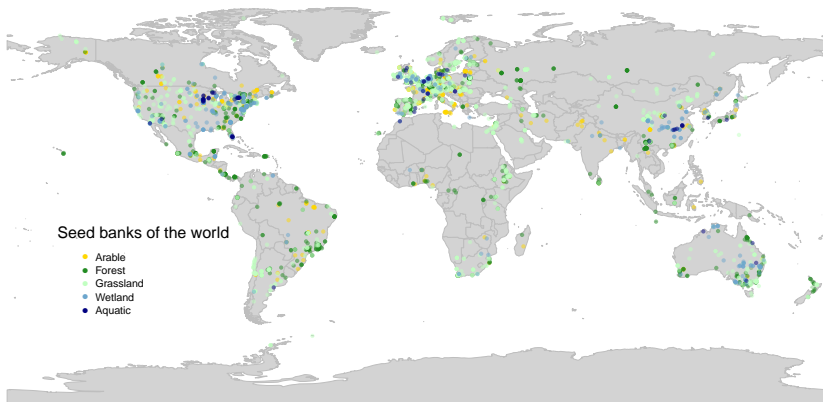 Seed banks of the world
Arable
Forest
Grassland
Wetland
Aquatic